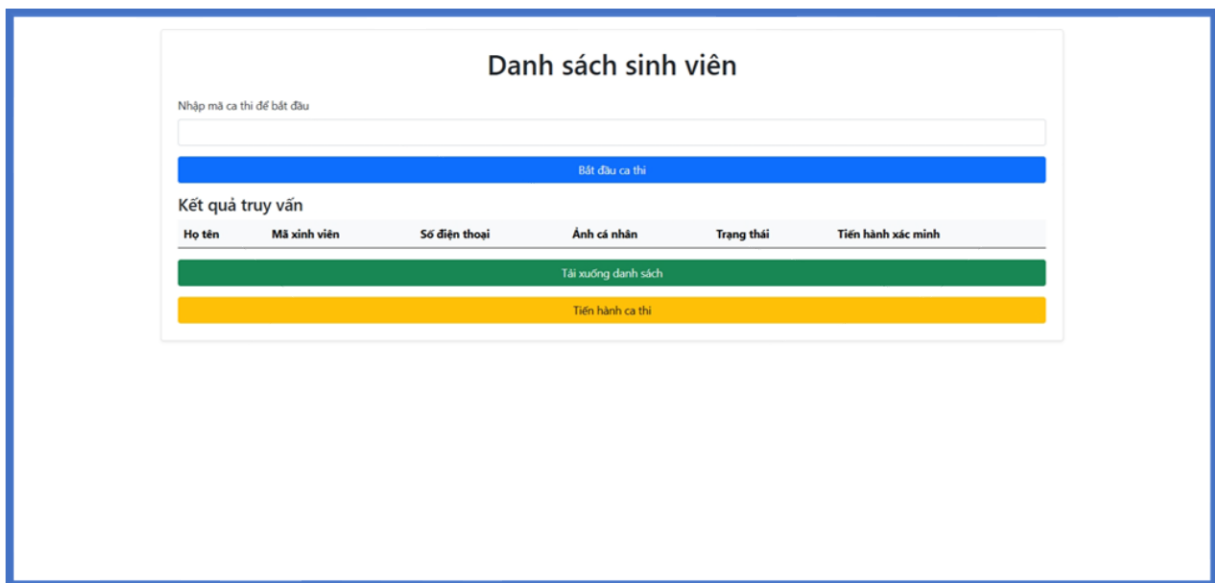 Danh sách sinh viên
Nhập mã ca thi để bắt đầu
Bắt đầu ca thi
Kết quả truy vấn
Họ tên Mã xinh viên Số điện thoại Ảnh cá nhân Trạng thái Tiến hành xác minh
Tải xuống danh sách
Tiến hành ca thi